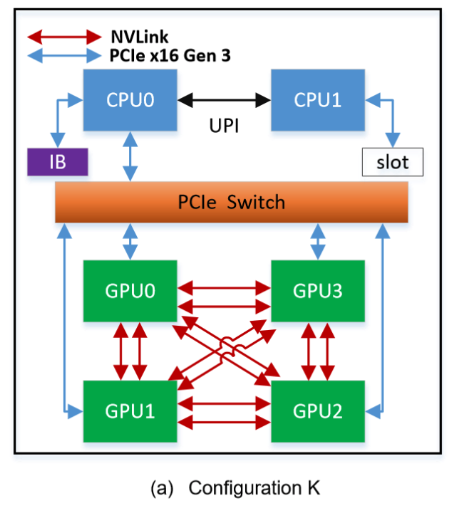 NVLink
PCIe x16 Gen 3
CPU0
CPU1
UPI
IB
slot
PCIe Switch
GPU0
GPU3
GPU1
GPU2
(a) Configuration K